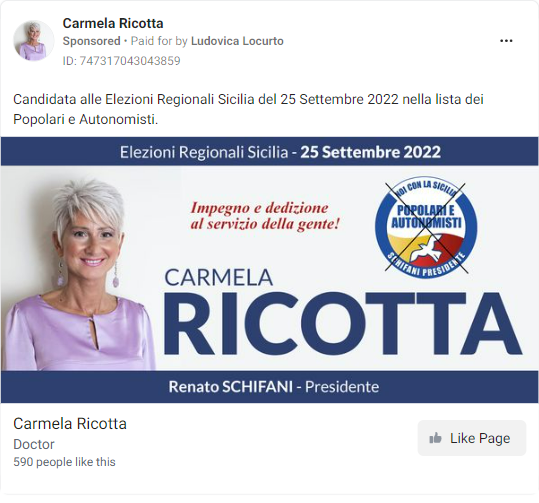 Carmela Ricotta
Sponsored • Paid for by Ludovica Locurto
ID: 747317043043859
Candidata alle Elezioni Regionali Sicilia del 25 Settembre 2022 nella lista dei
Popolari e Autonomisti.
Elezioni Regionali Sicilia - 25 Settembre 2022
Impegno e dedizione
al servizio della gente!
NOI CON LA SICILIA
POPOLARI E
AUTONOMISTI
SCHIFANI PRESIDENTE
CARMELA
RICOTTA
Renato SCHIFANI - Presidente
Carmela Ricotta
Doctor
590 people like this
Like Page